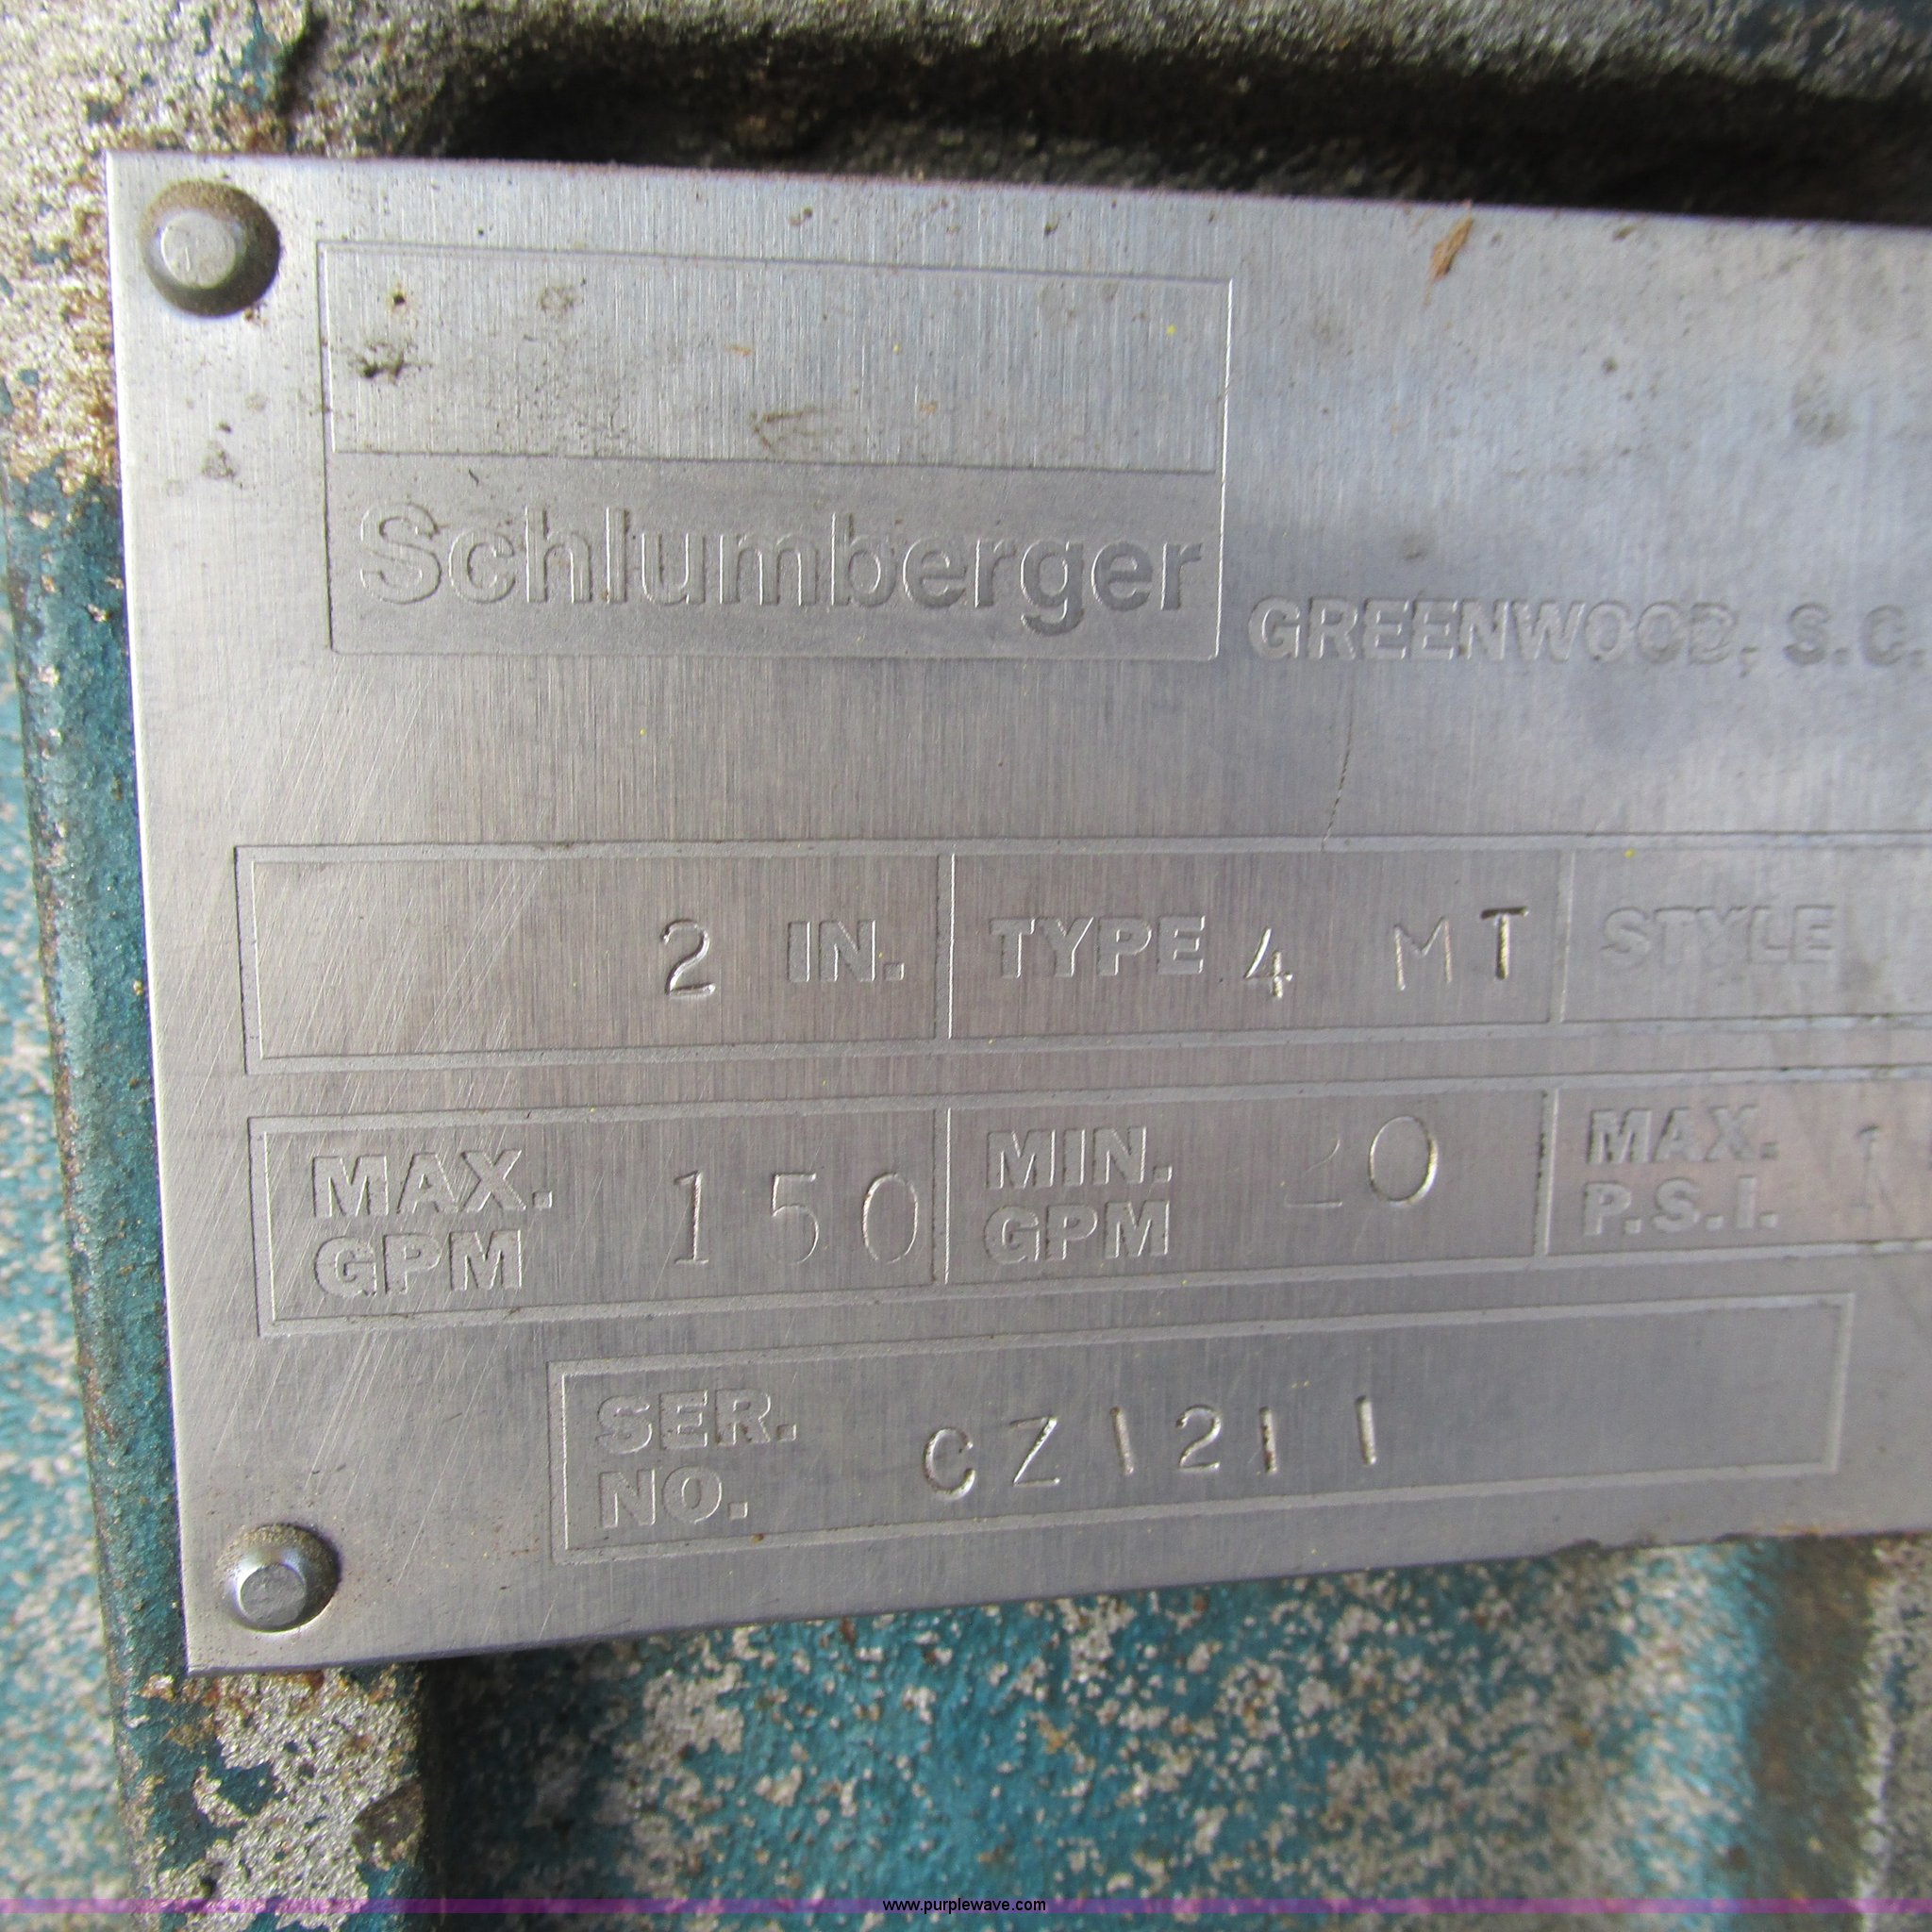 Schlumberger
GREENWOOD, S.C.
2 IN. TYPE 4 MT STYLE
MAX. GPM 150 MIN. GPM 20 MAX. P.S.I.
SER. NO. CZ1211
www.purplewave.com